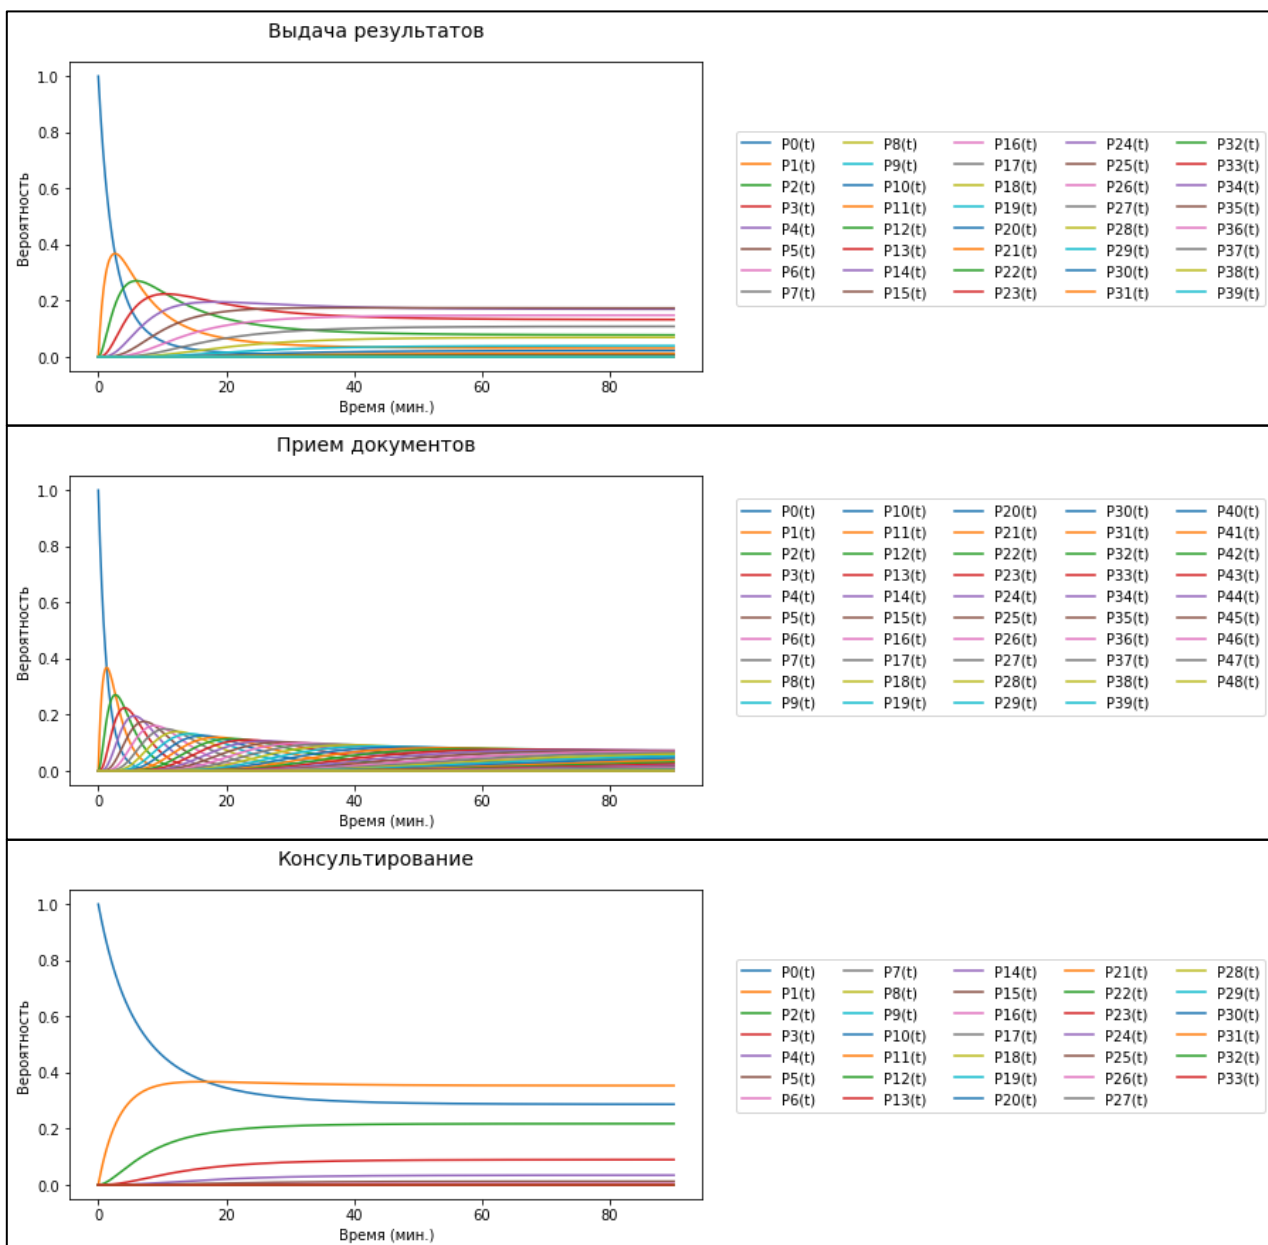 Выдача результатов
1.0
0.8
0.6
0.4
0.2
0.0
Вероятность
0 20 40 60 80
Время (мин.)
P0(t) P8(t) P16(t) P24(t) P32(t)
P1(t) P9(t) P17(t) P25(t) P33(t)
P2(t) P10(t) P18(t) P26(t) P34(t)
P3(t) P11(t) P19(t) P27(t) P35(t)
P4(t) P12(t) P20(t) P28(t) P36(t)
P5(t) P13(t) P21(t) P29(t) P37(t)
P6(t) P14(t) P22(t) P30(t) P38(t)
P7(t) P15(t) P23(t) P31(t) P39(t)
Прием документов
1.0
0.8
0.6
0.4
0.2
0.0
Вероятность
0 20 40 60 80
Время (мин.)
P0(t) P10(t) P20(t) P30(t) P40(t)
P1(t) P11(t) P21(t) P31(t) P41(t)
P2(t) P12(t) P22(t) P32(t) P42(t)
P3(t) P13(t) P23(t) P33(t) P43(t)
P4(t) P14(t) P24(t) P34(t) P44(t)
P5(t) P15(t) P25(t) P35(t) P45(t)
P6(t) P16(t) P26(t) P36(t) P46(t)
P7(t) P17(t) P27(t) P37(t) P47(t)
P8(t) P18(t) P28(t) P38(t) P48(t)
P9(t) P19(t) P29(t) P39(t)
Консультирование
1.0
0.8
0.6
0.4
0.2
0.0
Вероятность
0 20 40 60 80
Время (мин.)
P0(t) P7(t) P14(t) P21(t) P28(t)
P1(t) P8(t) P15(t) P22(t) P29(t)
P2(t) P9(t) P16(t) P23(t) P30(t)
P3(t) P10(t) P17(t) P24(t) P31(t)
P4(t) P11(t) P18(t) P25(t) P32(t)
P5(t) P12(t) P19(t) P26(t) P33(t)
P6(t) P13(t) P20(t) P27(t)